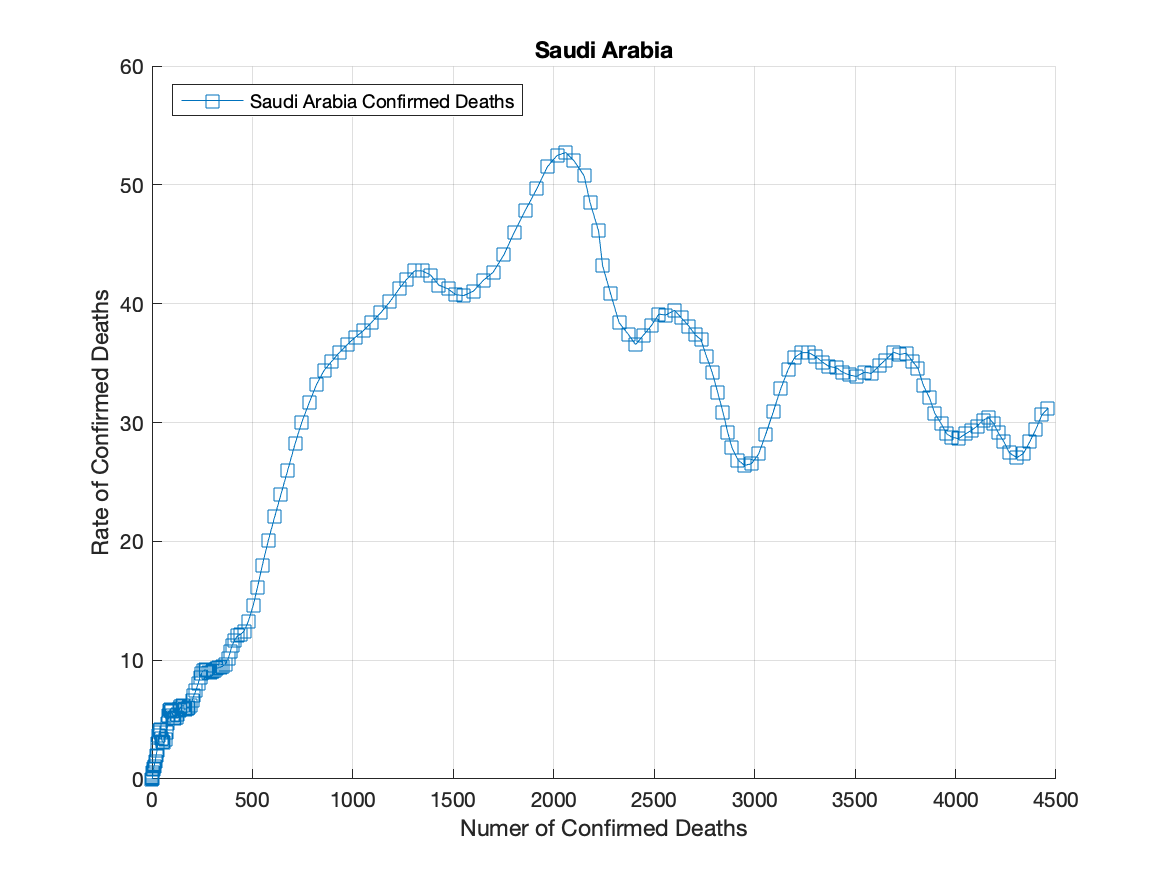 Saudi Arabia
Saudi Arabia Confirmed Deaths
60
50
40
30
20
10
0
Rate of Confirmed Deaths
0 500 1000 1500 2000 2500 3000 3500 4000 4500
Numer of Confirmed Deaths